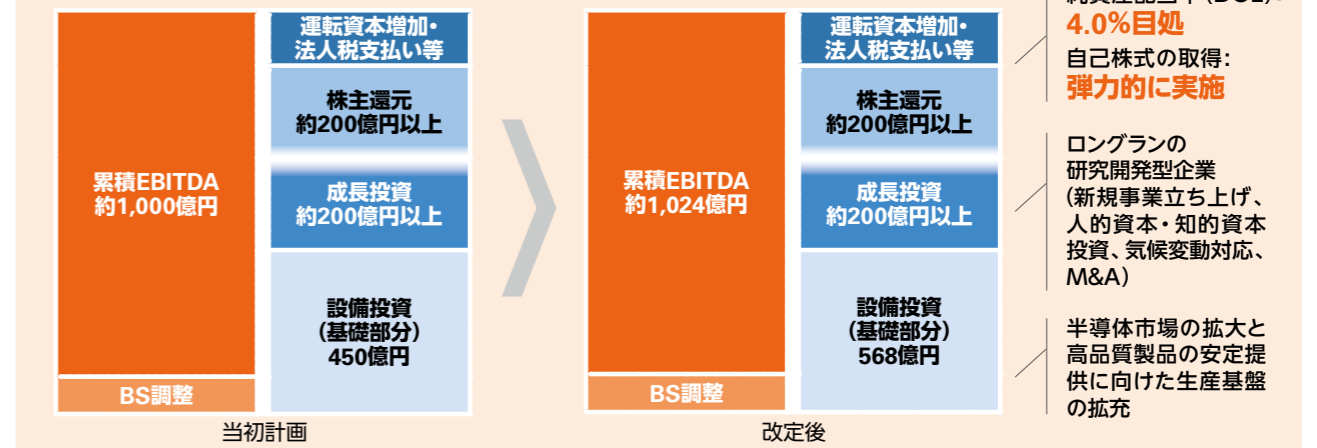 累積EBITDA
約1,000億円
BS調整
運転資本増加・
法人税支払い等
株主還元
約200億円以上
成長投資
約200億円以上
設備投資
(基礎部分)
450億円
当初計画
累積EBITDA
約1,024億円
BS調整
運転資本増加・
法人税支払い等
株主還元
約200億円以上
成長投資
約200億円以上
設備投資
(基礎部分)
568億円
改定後
4.0%目処
自己株式の取得:
弾力的に実施
ロングランの
研究開発型企業
(新規事業立ち上げ、
人的資本・知的資本
投資、気候変動対応、
M&A)
半導体市場の拡大と
高品質製品の安定提
供に向けた生産基盤
の拡充